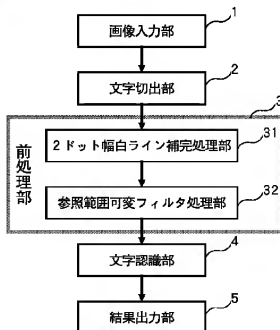 1
画像入力部
2
文字切出部
3
前処理部
31
2ドット幅白ライン補完処理部
32
参照範囲可変フィルタ処理部
4
文字認識部
5
結果出力部